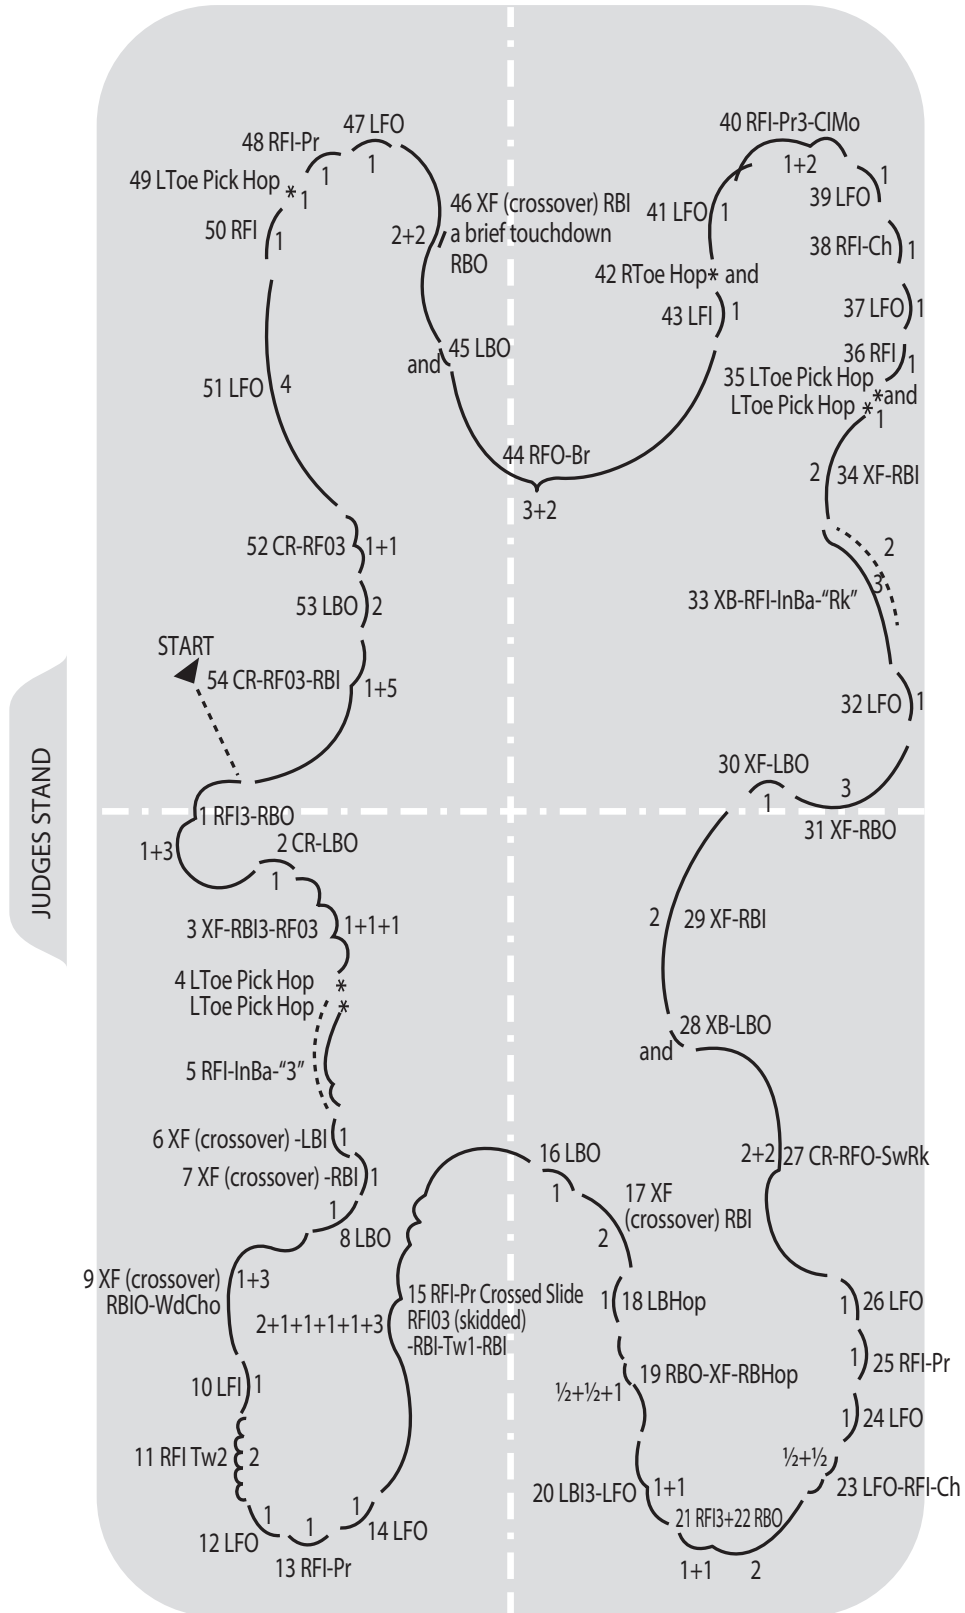 47 LFO
1
48 RFI-Pr
1
49 LToe Pick Hop *
1
50 RFI
1
46 XF (crossover) RBI
a brief touchdown
RBO
2+2
45 LBO
and
51 LFO
4
44 RFO-Br
3+2
40 RFI-Pr3-ClMo
1+2
39 LFO
1
41 LFO
1
38 RFI-Ch
1
42 RToe Hop* and
43 LFI
1
37 LFO
1
36 RFI
1
35 LToe Pick Hop
*and
LToe Pick Hop *
1
34 XF-RBI
2
33 XB-RFI-InBa-“Rk”
2
3
32 LFO
1
30 XF-LBO
1
31 XF-RBO
3
52 CR-RF03
1+1
53 LBO
2
START
54 CR-RF03-RBI
1+5
JUDGES STAND
1 RFI3-RBO
1+3
2 CR-LBO
1
3 XF-RBI3-RF03
1+1+1
4 LToe Pick Hop *
LToe Pick Hop *
5 RFI-InBa-“3”
6 XF (crossover) -LBI
1
7 XF (crossover) -RBI
1
1
8 LBO
9 XF (crossover)
RBIO-WdCho
1+3
10 LFI
1
11 RFI Tw2
2
12 LFO
1
13 RFI-Pr
1
14 LFO
1
15 RFI-Pr Crossed Slide
RFI03 (skidded)
-RBI-Tw1-RBI
2+1+1+1+1+3
16 LBO
1
17 XF
(crossover) RBI
2
18 LBHop
1
19 RBO-XF-RBHop
½+½+1
20 LBI3-LFO
1+1
21 RFI3+22 RBO
1+1
2
½+½
23 LFO-RFI-Ch
24 LFO
1
25 RFI-Pr
1
26 LFO
1
27 CR-RFO-SwRk
2+2
28 XB-LBO
and
29 XF-RBI
2